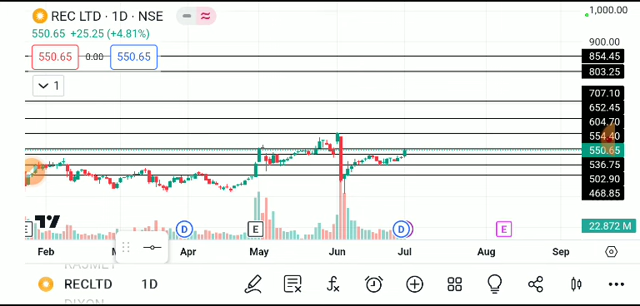 REC LTD · 1D · NSE
1,000.00
550.65 +25.25 (+4.81%)
900.00
550.65 0.00 550.65
854.45
803.25
1
707.10
652.45
604.70
554.40
550.65
536.75
502.90
468.85
D E D E
22.872 M
Feb Apr May Jun Jul Aug Sep
RECLTD 1D